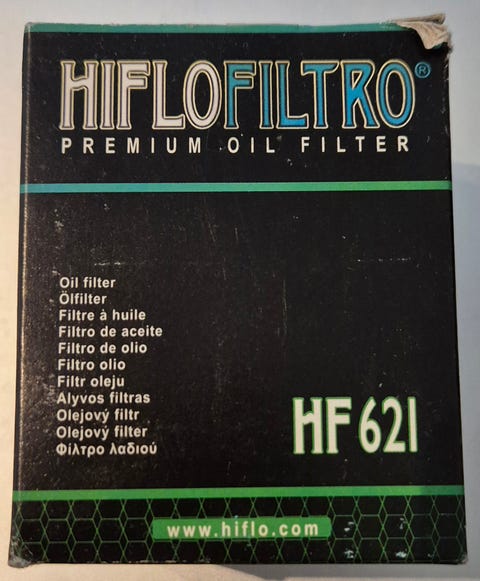 HIFLOFILTRO®
PREMIUM OIL FILTER
Oil filter
Ölfilter
Filtre à huile
Filtro de aceite
Filtro de olio
Filtro olio
Filtr oleju
Alyvos filtras
Olejový filtr
Olejový filter
Φίλτρο λαδιού
HF621
www.hiflo.com